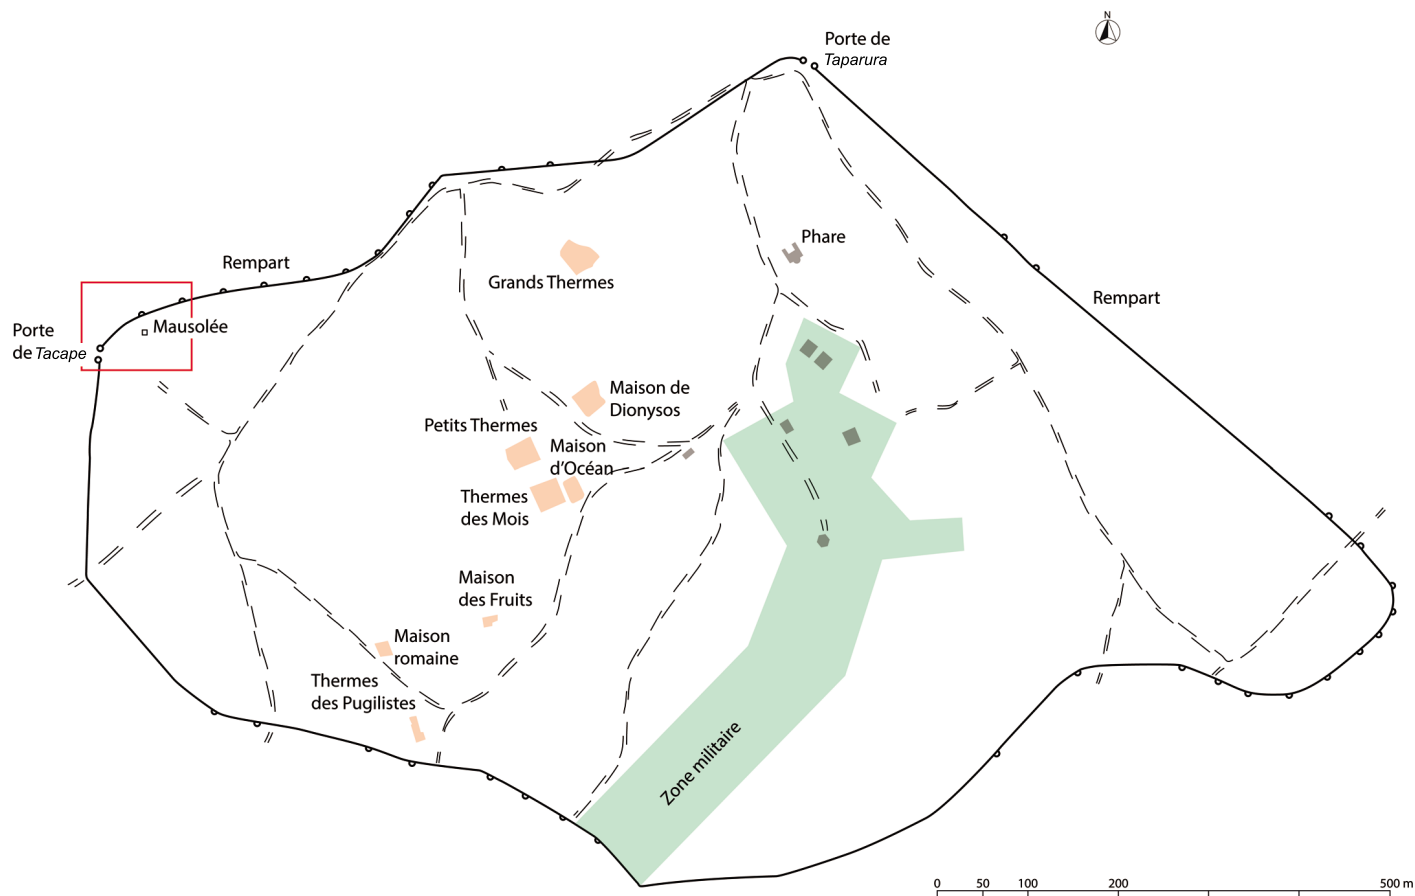 N
Porte de
Taparura
Phare
Rempart
Grands Thermes
Rempart
Mausolée
Porte
de Tacape
Maison de
Dionysos
Petits Thermes
Maison
d'Océan
Thermes
des Mois
Maison
des Fruits
Maison
romaine
Thermes
des Pugilistes
Zone militaire
0 50 100 200 500 m